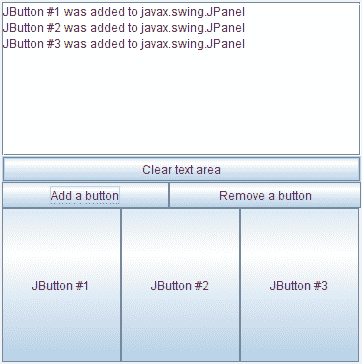 JButton #1 was added to javax.swing.JPanel
JButton #2 was added to javax.swing.JPanel
JButton #3 was added to javax.swing.JPanel
Clear text area
Add a button
Remove a button
JButton #1
JButton #2
JButton #3